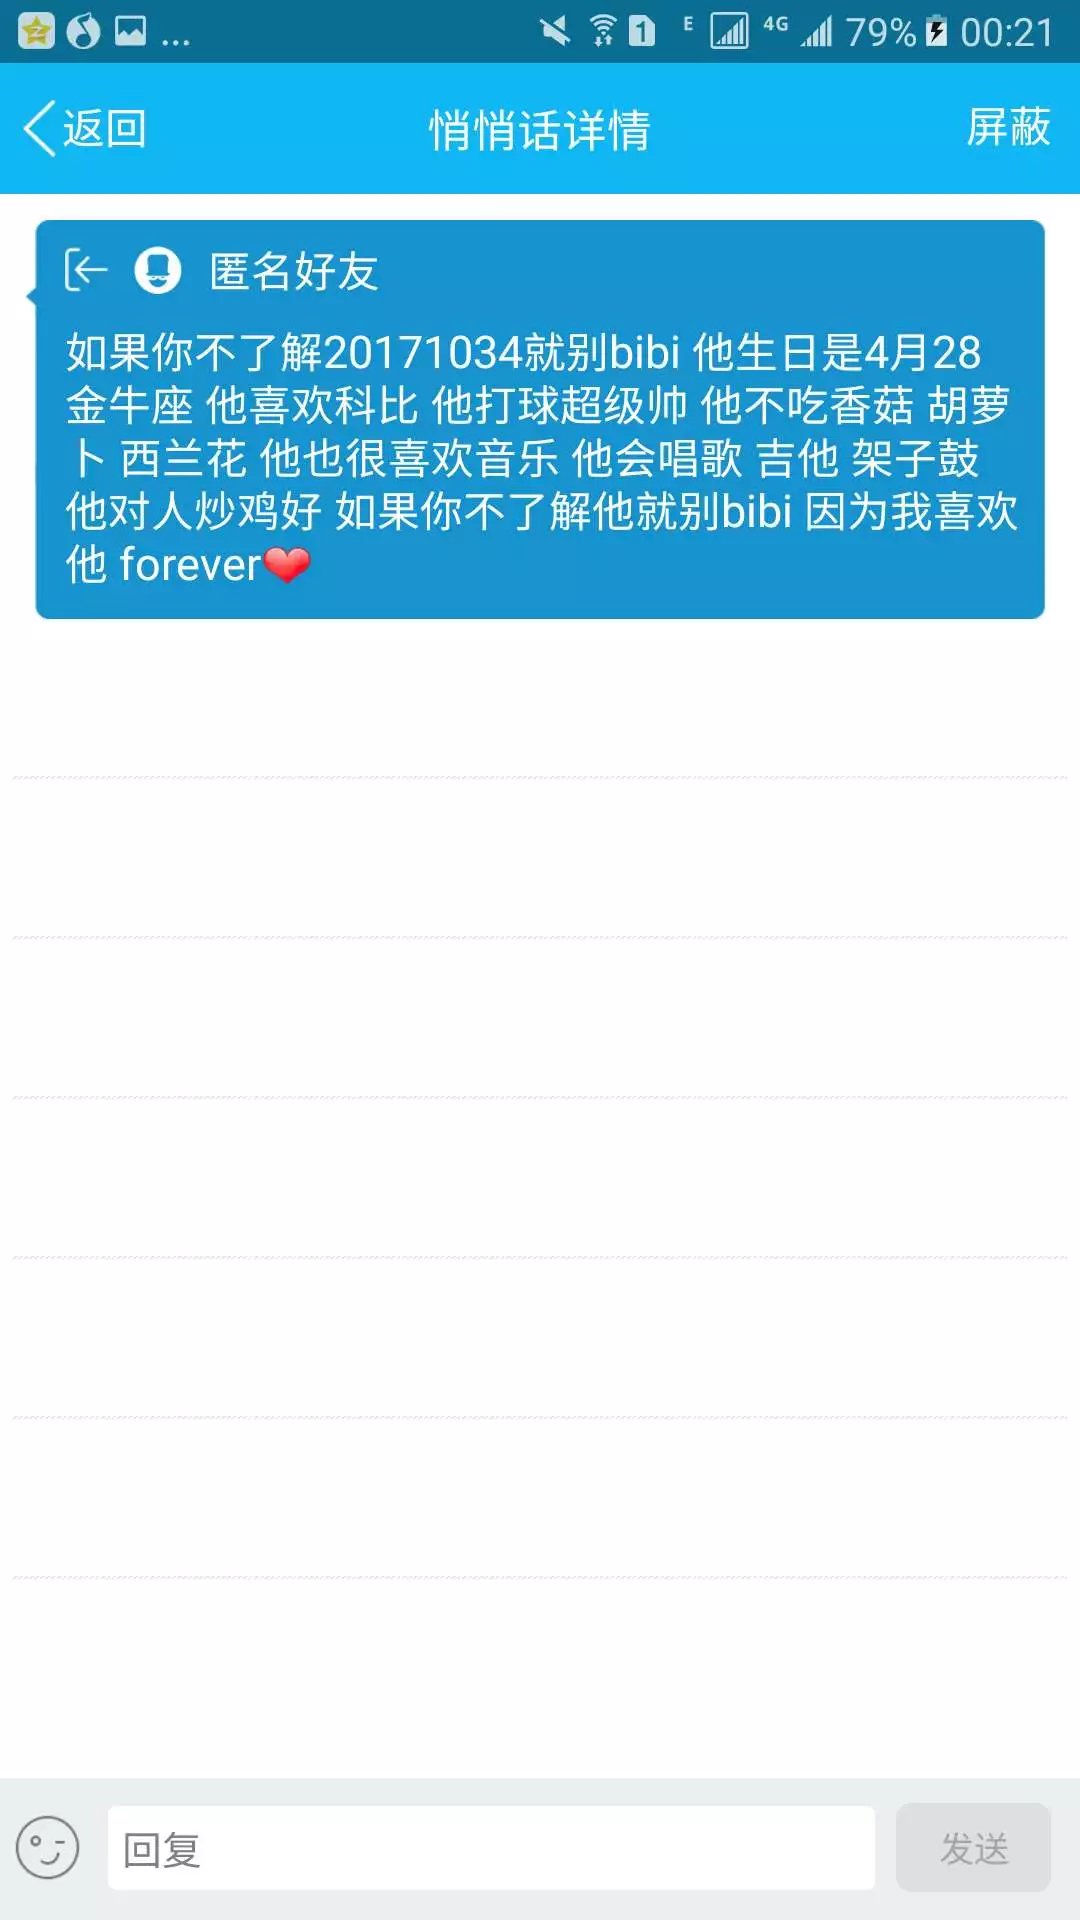 ... 1 E 4G 79% 00:21
返回 悄悄话详情 屏蔽
匿名好友
如果你不了解20171034就别bibi 他生日是4月28
金牛座 他喜欢科比 他打球超级帅 他不吃香菇 胡萝
卜 西兰花 他也很喜欢音乐 他会唱歌 吉他 架子鼓
他对人炒鸡好 如果你不了解他就别bibi 因为我喜欢
他 forever
回复 发送